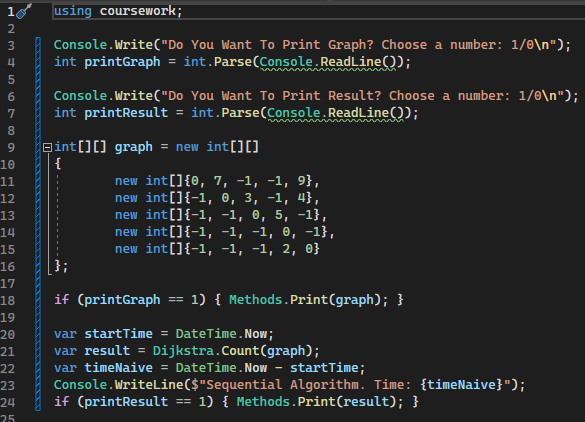 1 using coursework;
2
3 Console.Write("Do You Want To Print Graph? Choose a number: 1/0\n");
4 int printGraph = int.Parse(Console.ReadLine());
5
6 Console.Write("Do You Want To Print Result? Choose a number: 1/0\n");
7 int printResult = int.Parse(Console.ReadLine());
8
9 int[][] graph = new int[][]
10 {
11 new int[]{0, 7, -1, -1, 9},
12 new int[]{-1, 0, 3, -1, 4},
13 new int[]{-1, -1, 0, 5, -1},
14 new int[]{-1, -1, -1, 0, -1},
15 new int[]{-1, -1, -1, 2, 0}
16 };
17
18 if (printGraph == 1) { Methods.Print(graph); }
19
20 var startTime = DateTime.Now;
21 var result = Dijkstra.Count(graph);
22 var timeNaive = DateTime.Now - startTime;
23 Console.WriteLine($"Sequential Algorithm. Time: {timeNaive}");
24 if (printResult == 1) { Methods.Print(result); }
25